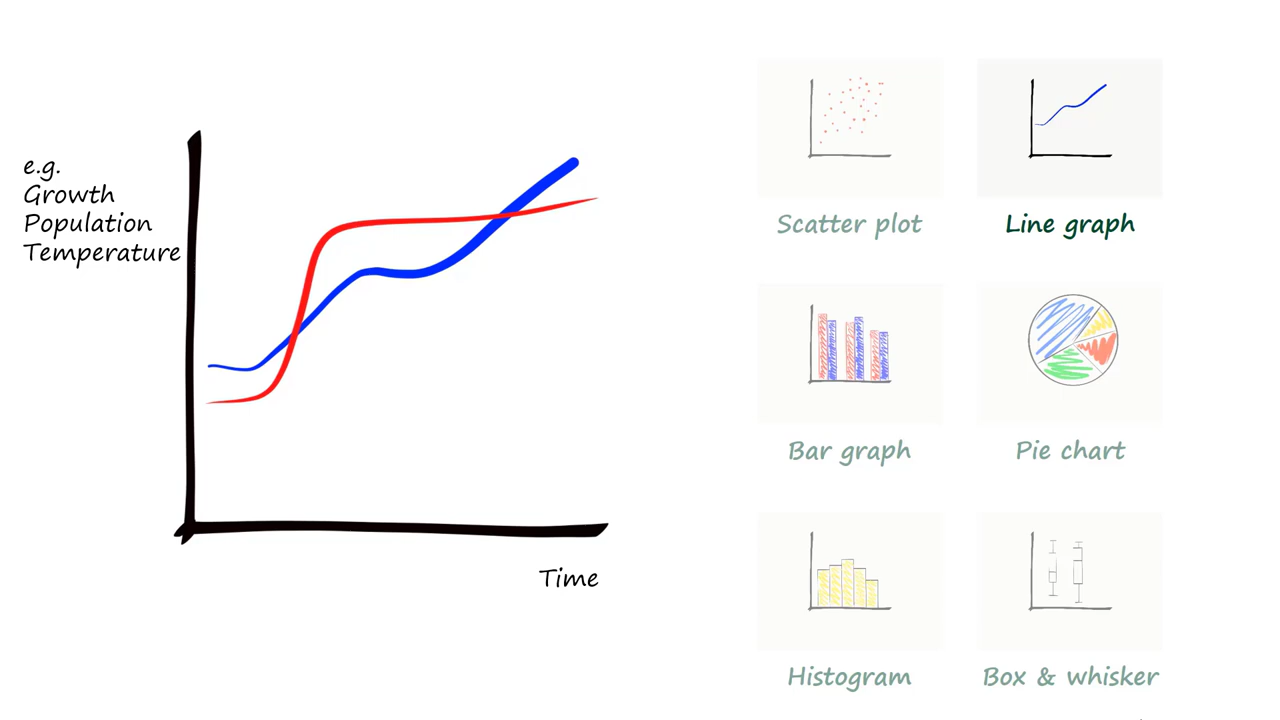 e.g.
Growth
Population
Temperature
Time
Scatter plot
Line graph
Bar graph
Pie chart
Histogram
Box & whisker